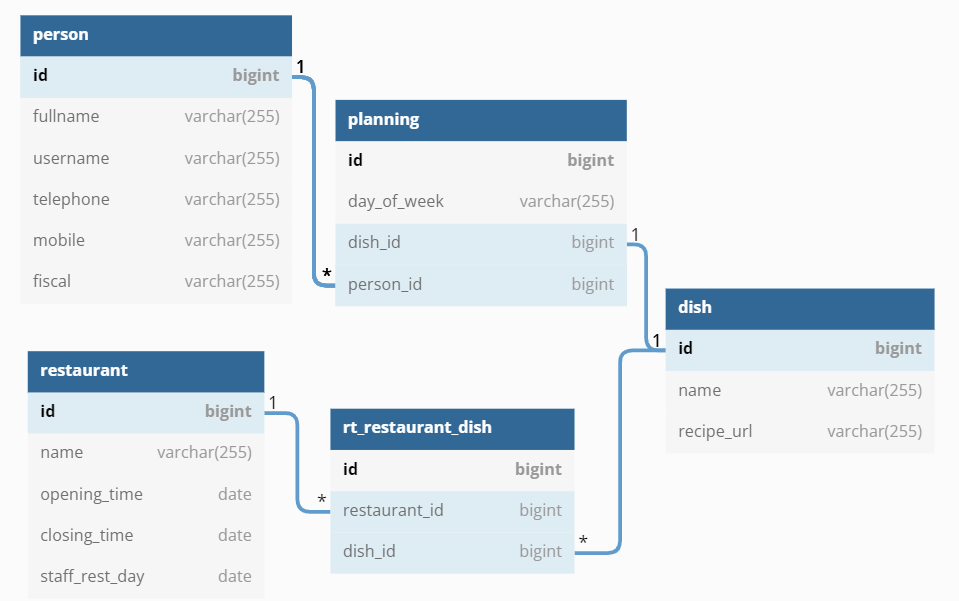 person
id bigint
fullname varchar(255)
username varchar(255)
telephone varchar(255)
mobile varchar(255)
fiscal varchar(255)
1
*
planning
id bigint
day_of_week varchar(255)
dish_id bigint
person_id bigint
1
1
dish
id bigint
name varchar(255)
recipe_url varchar(255)
restaurant
id bigint
name varchar(255)
opening_time date
closing_time date
staff_rest_day date
1
*
rt_restaurant_dish
id bigint
restaurant_id bigint
dish_id bigint
*